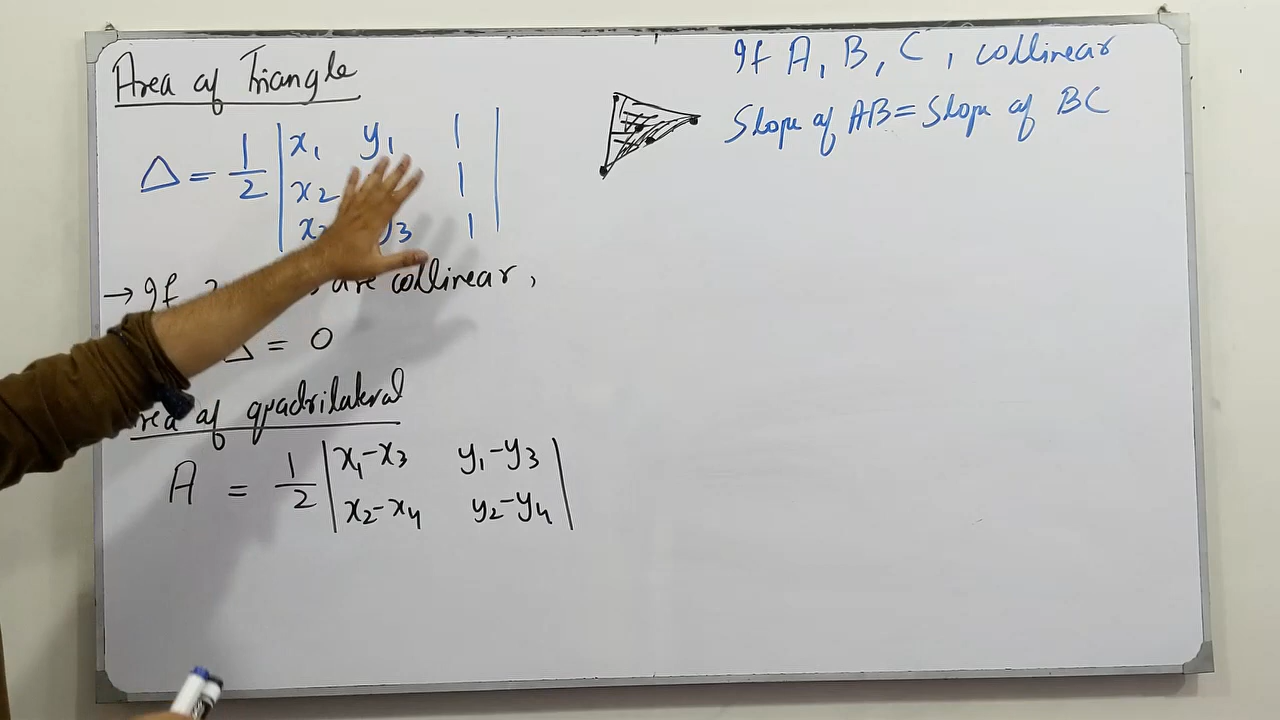 Area of Triangle
Δ = 1/2 | x₁ y₁ 1 |
x₂ 1
y₃ 1
→ If are collinear,
Δ = 0
of quadrilateral
A = 1/2 | x₁-x₃ y₁-y₃ |
x₂-x₄ y₂-y₄
If A, B, C, collinear
Slope of AB = Slope of BC